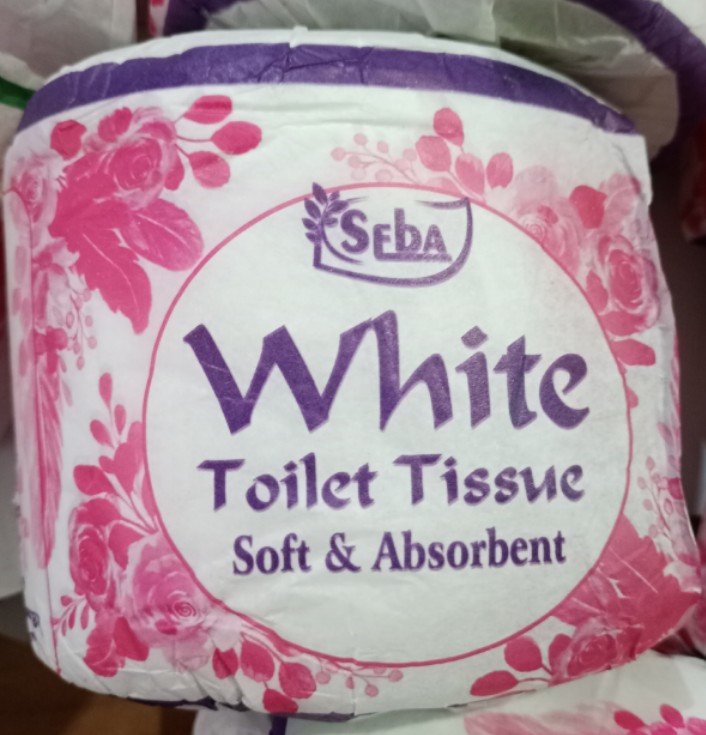 SEbA
White
Toilet Tissue
Soft & Absorbent